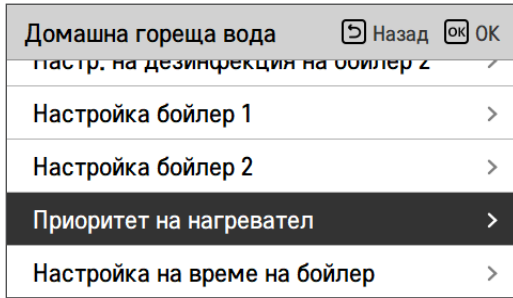 Домашна гореща вода Назад OK OK
Настр. на дезинфекция на бойлер 2
Настройка бойлер 1
Настройка бойлер 2
Приоритет на нагревател
Настройка на време на бойлер